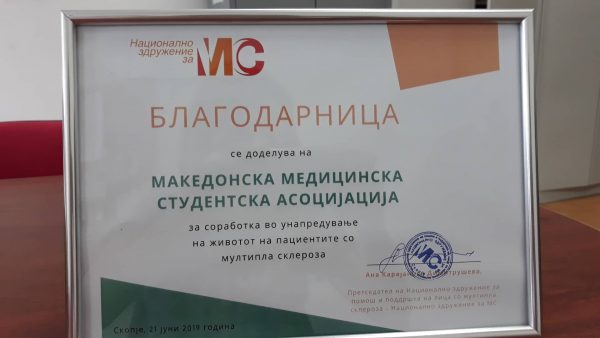 Национално
здружение
за
МС
БЛАГОДАРНИЦА
се доделува на
МАКЕДОНСКА МЕДИЦИНСКА
СТУДЕНТСКА АСОЦИЈАЦИЈА
за соработка во унапредување
на животот на пациентите со
мултипла склероза
МС
Ана
Претседател на Национално здружение за
помош и поддршка на лица со мултипла
склероза - Национално здружение за МС
Скопје, 21 јуни 2019 година